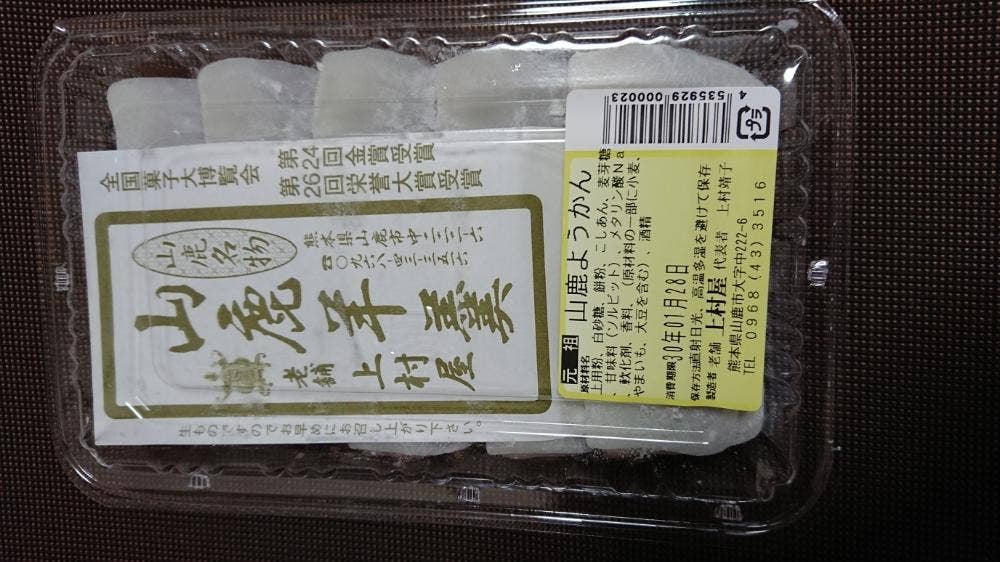 全国菓子大博覧会
第24回金賞受賞
第26回栄誉大賞受賞
山鹿名物
熊本県山鹿市中二二二ー六
☎〇九六八ー四三ー三五一六
山鹿羊羹
老舗
上村屋
生ものですのでお早めにお召し上がり下さい。
4 535929 000023
プラ
元祖 山鹿ようかん
原材料名
上用粉、白砂糖、餅粉、こしあん、麦芽糖
、甘味料(ソルビット)、メタリン酸Na
、軟化剤、香料、(原材料の一部に小麦、
やまいも、大豆を含む)、酒精
消費期限30年01月28日
保存方法直射日光、高温多湿を避けて保存
製造者 老舗 上村屋 代表者 上村靖子
熊本県山鹿市大字中222-6
TEL 0968(43)3516